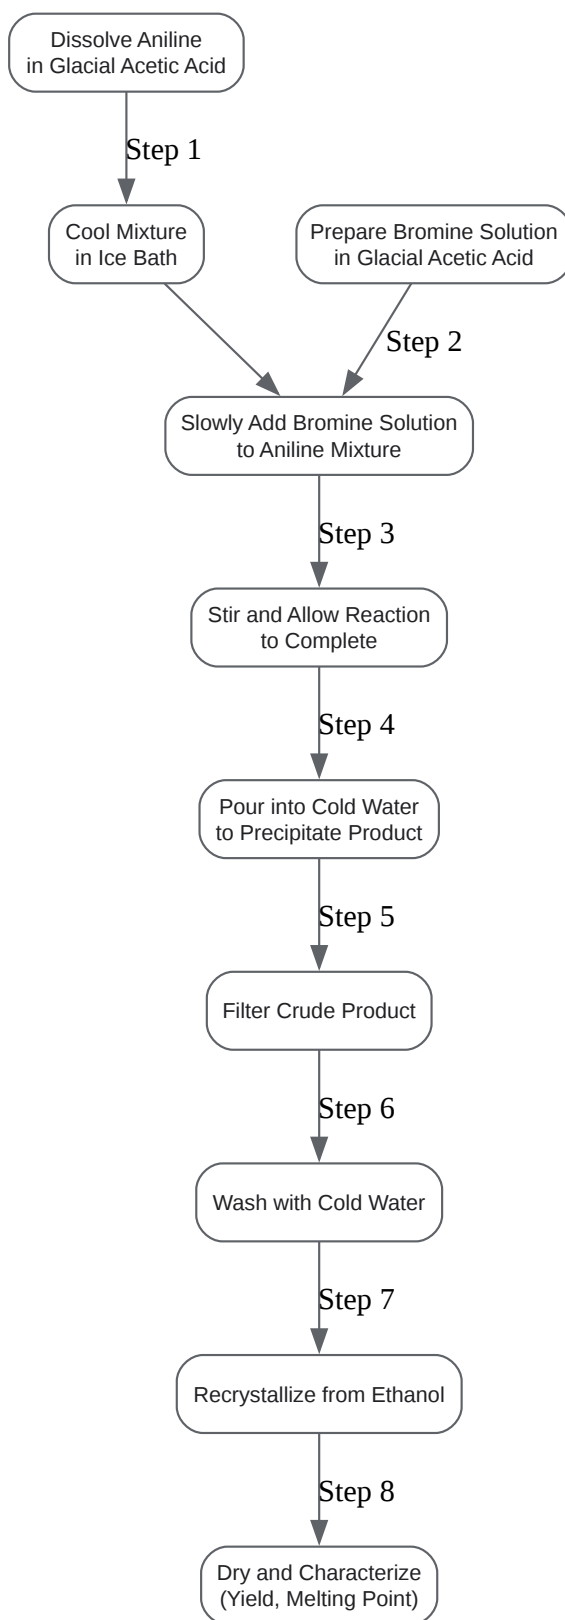 Dissolve Aniline
in Glacial Acetic Acid
Step 1
Cool Mixture
in Ice Bath
Prepare Bromine Solution
in Glacial Acetic Acid
Step 2
Slowly Add Bromine Solution
to Aniline Mixture
Step 3
Stir and Allow Reaction
to Complete
Step 4
Pour into Cold Water
to Precipitate Product
Step 5
Filter Crude Product
Step 6
Wash with Cold Water
Step 7
Recrystallize from Ethanol
Step 8
Dry and Characterize
(Yield, Melting Point)